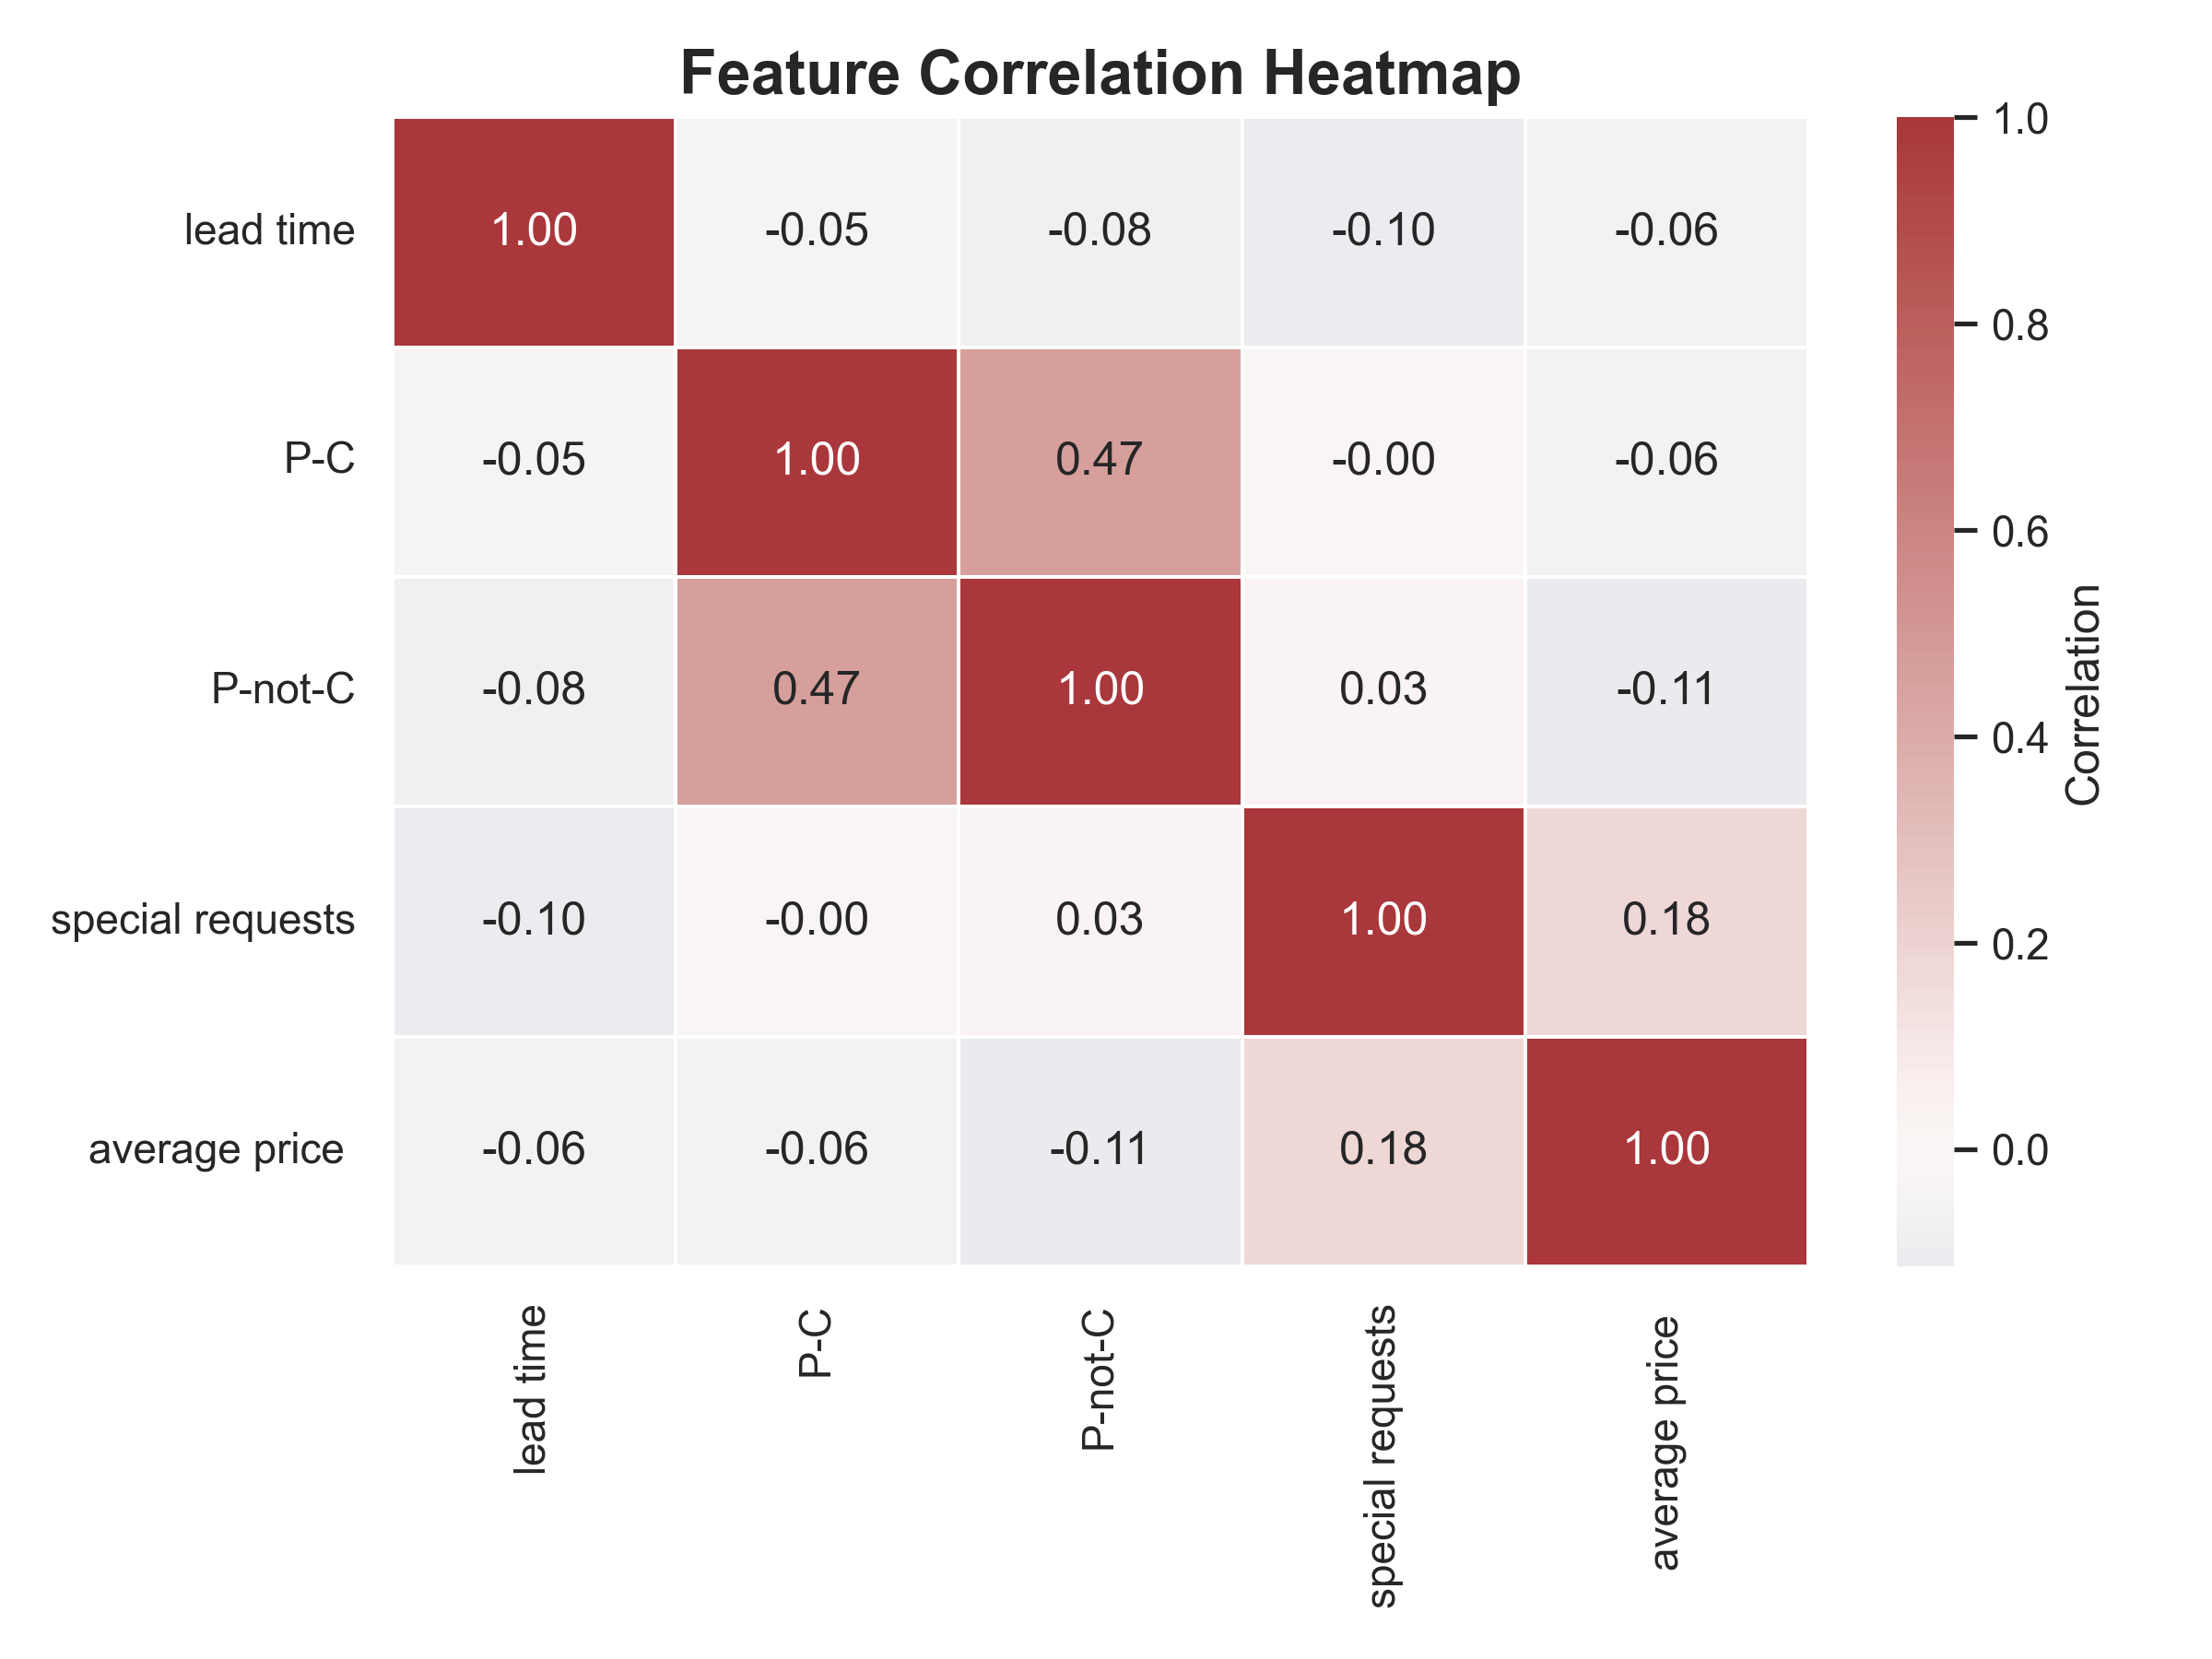 Feature Correlation Heatmap
lead time 1.00 -0.05 -0.08 -0.10 -0.06
P-C -0.05 1.00 0.47 -0.00 -0.06
P-not-C -0.08 0.47 1.00 0.03 -0.11
special requests -0.10 -0.00 0.03 1.00 0.18
average price -0.06 -0.06 -0.11 0.18 1.00
lead time
P-C
P-not-C
special requests
average price
1.0
0.8
0.6
0.4
0.2
0.0
Correlation